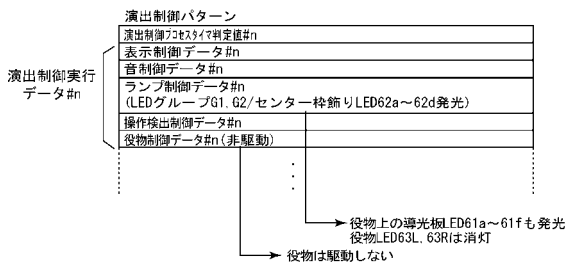 演出制御パターン
演出制御プロセスタイマ判定値#n
表示制御データ#n
音制御データ#n
ランプ制御データ#n
(LEDグループG1,G2/センター枠飾りLED62a～62d発光)
操作検出制御データ#n
役物制御データ#n(非駆動)
演出制御実行
データ#n
役物上の導光板LED61a～61fも発光
役物LED63L,63Rは消灯
役物は駆動しない